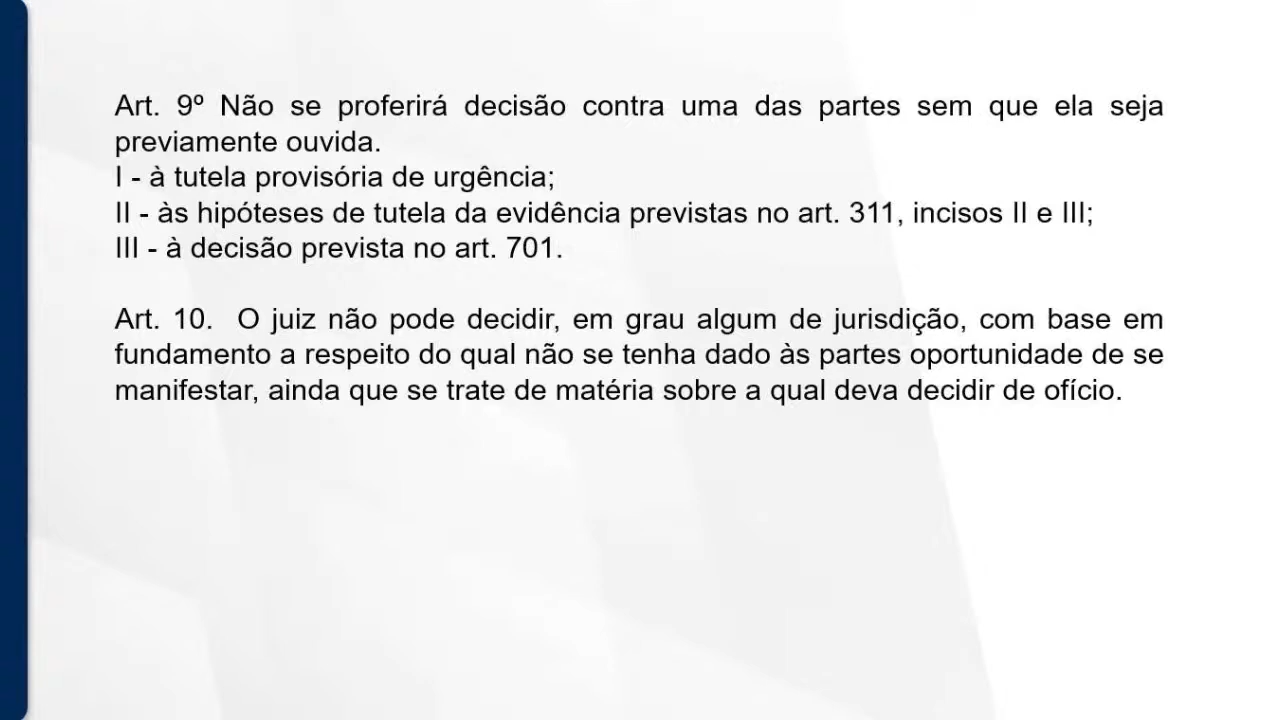 Art. 9º Não se proferirá decisão contra uma das partes sem que ela seja
previamente ouvida.
I - à tutela provisória de urgência;
II - às hipóteses de tutela da evidência previstas no art. 311, incisos II e III;
III - à decisão prevista no art. 701.
Art. 10. O juiz não pode decidir, em grau algum de jurisdição, com base em
fundamento a respeito do qual não se tenha dado às partes oportunidade de se
manifestar, ainda que se trate de matéria sobre a qual deva decidir de ofício.